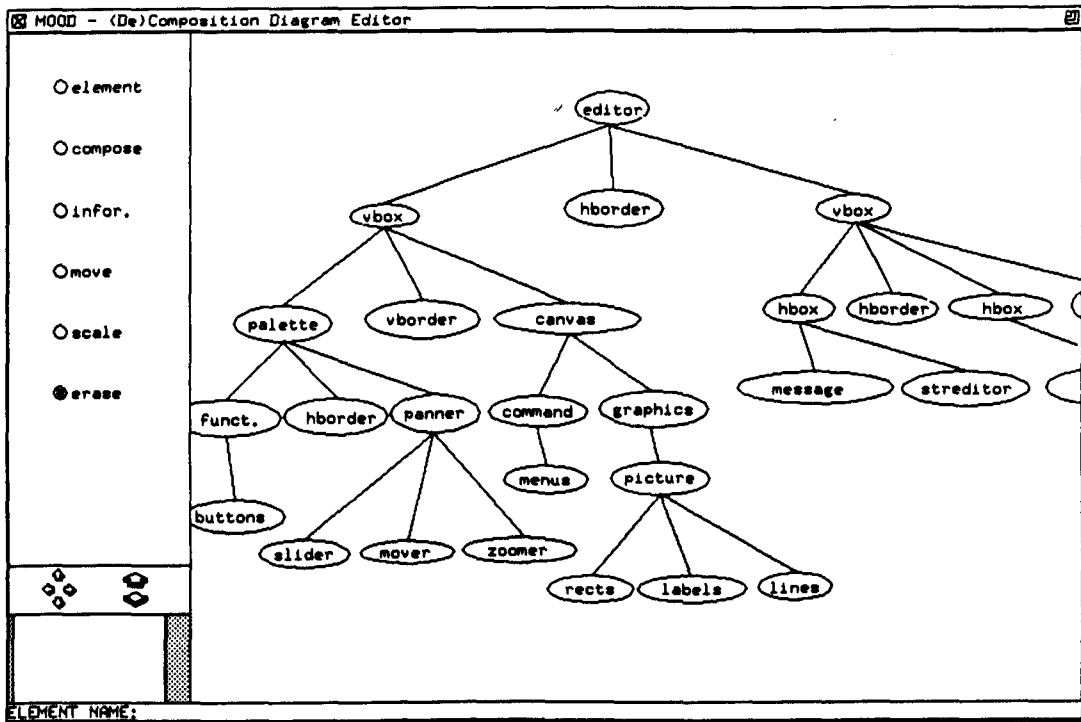 MOOD - (De)Composition Diagram Editor
element
compose
infor.
move
scale
erase
editor
vbox
hborder
vbox
palette
vborder
canvas
hbox
hborder
hbox
funct.
hborder
panner
command
graphics
message
streditor
buttons
menus
picture
slider
mover
zoomer
rects
labels
lines
ELEMENT NAME: